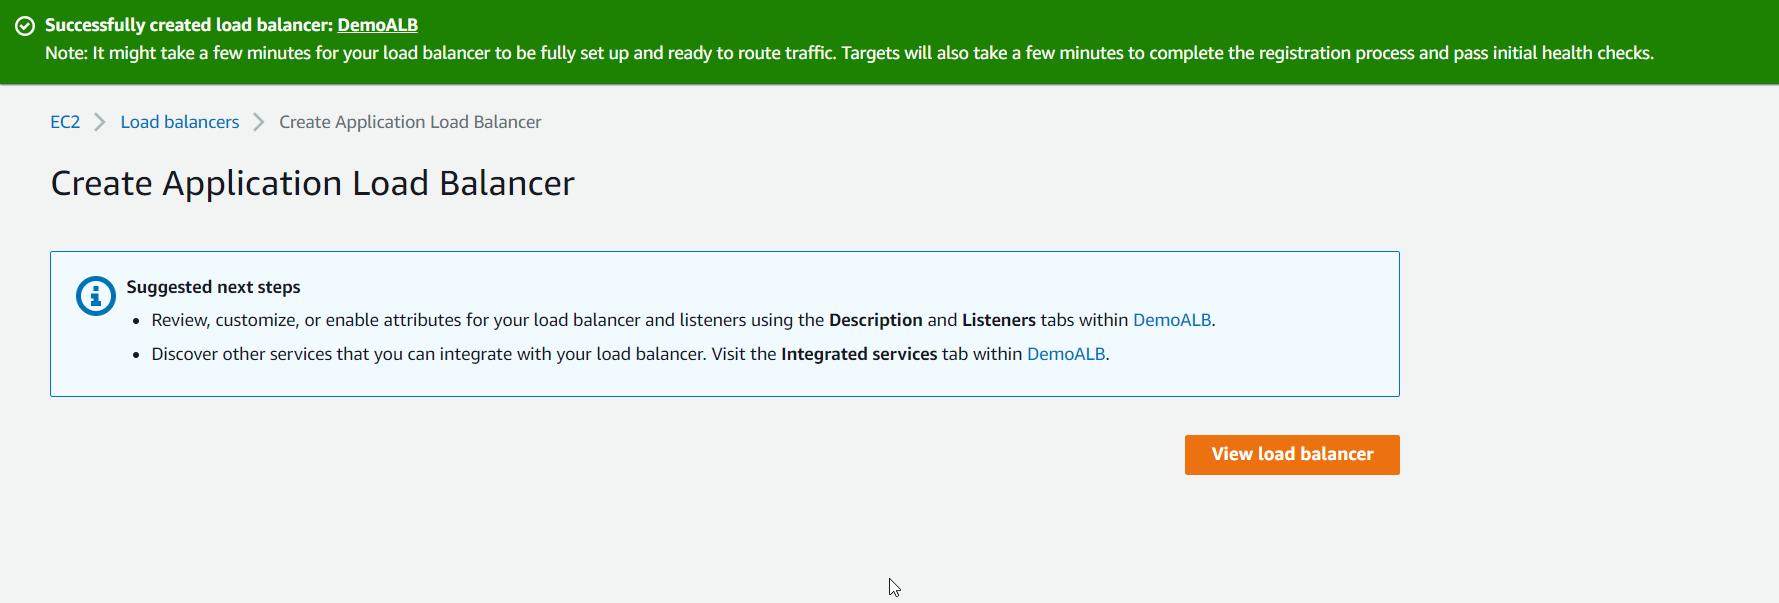 Successfully created load balancer: DemoALB
Note: It might take a few minutes for your load balancer to be fully set up and ready to route traffic. Targets will also take a few minutes to complete the registration process and pass initial health checks.
EC2 > Load balancers > Create Application Load Balancer
Create Application Load Balancer
Suggested next steps
• Review, customize, or enable attributes for your load balancer and listeners using the Description and Listeners tabs within DemoALB.
• Discover other services that you can integrate with your load balancer. Visit the Integrated services tab within DemoALB.
View load balancer